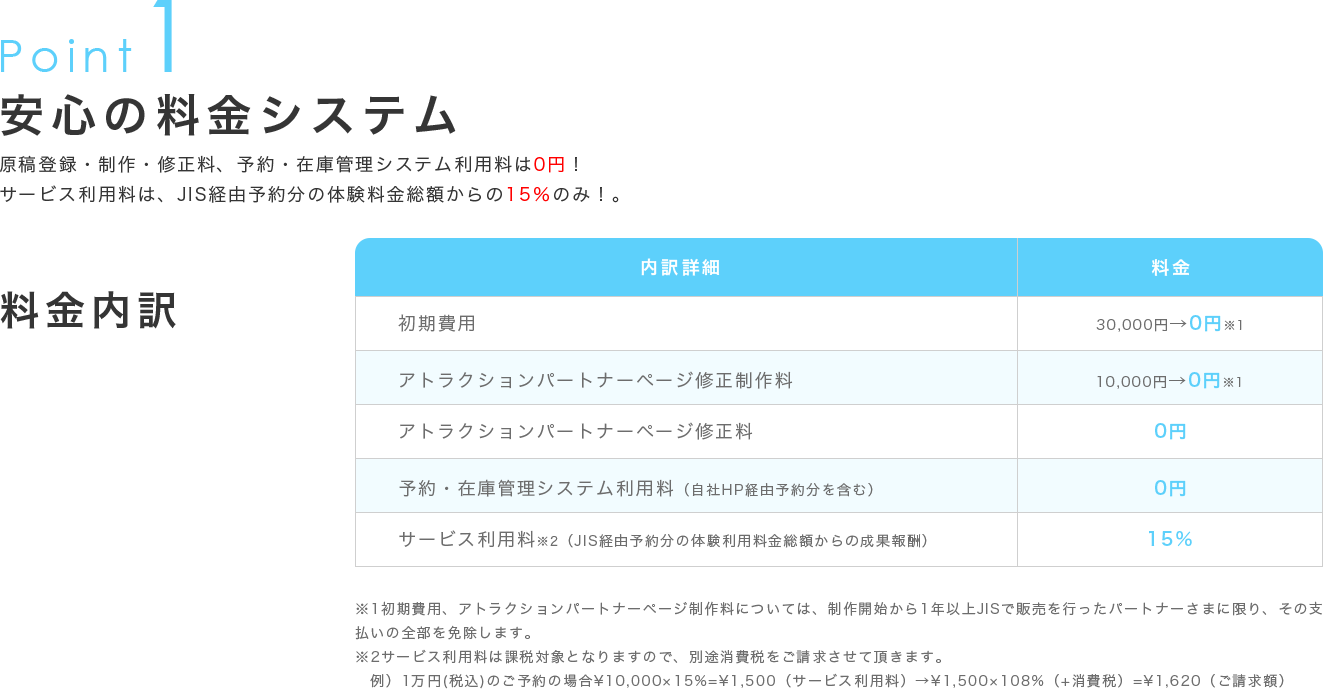 Point 1
安心の料金システム
原稿登録・制作・修正料、予約・在庫管理システム利用料は0円！
サービス利用料は、JIS経由予約分の体験料金総額からの15%のみ！。
料金内訳
内訳詳細 料金
初期費用 30,000円→0円※1
アトラクションパートナーページ修正制作料 10,000円→0円※1
アトラクションパートナーページ修正料 0円
予約・在庫管理システム利用料（自社HP経由予約分を含む） 0円
サービス利用料※2（JIS経由予約分の体験利用料金総額からの成果報酬） 15%
※1初期費用、アトラクションパートナーページ制作料については、制作開始から1年以上JISで販売を行ったパートナーさまに限り、その支
払いの全部を免除します。
※2サービス利用料は課税対象となりますので、別途消費税をご請求させて頂きます。
例）1万円(税込)のご予約の場合¥10,000×15%=¥1,500（サービス利用料）→¥1,500×108%（+消費税）=¥1,620（ご請求額）